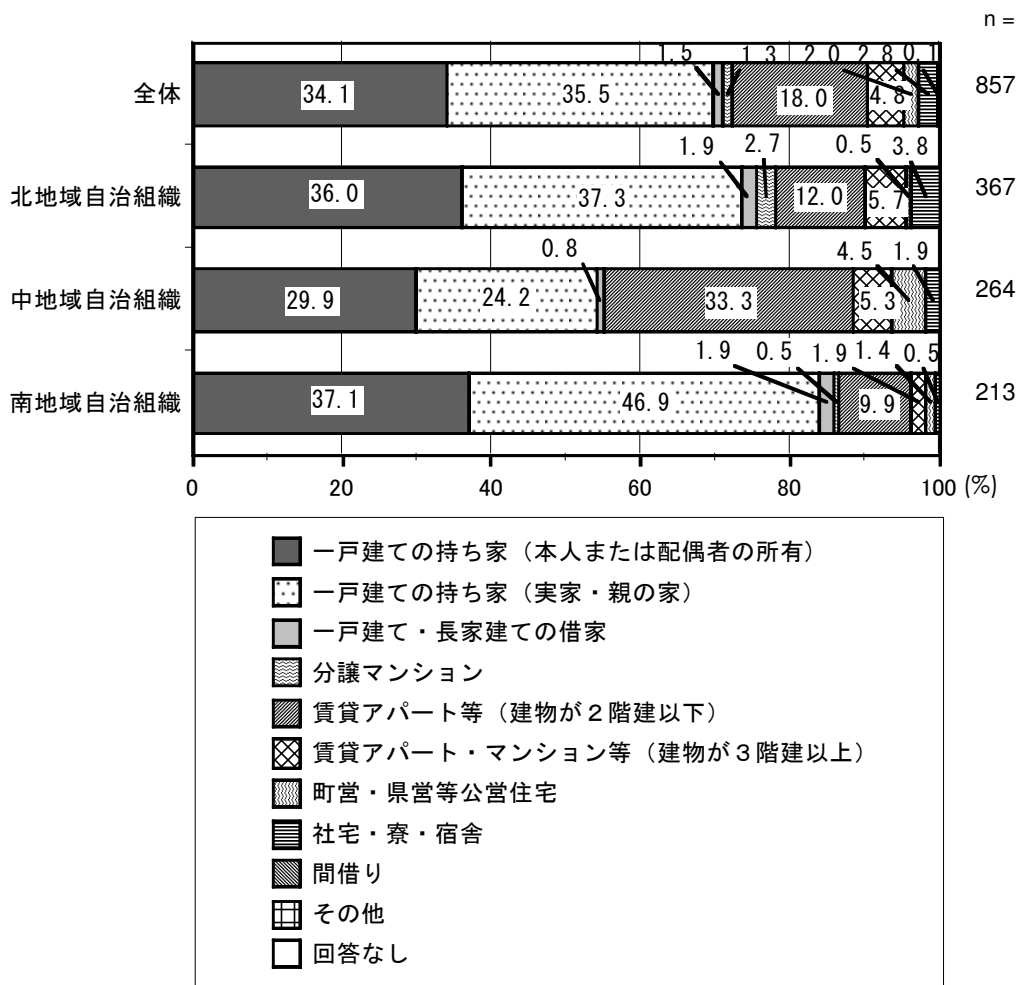 n =
1.5 1.3 2.0 2.8 0.1
全体 34.1 35.5 18.0 4.8 857
1.9 2.7 0.5 3.8
北地域自治組織 36.0 37.3 12.0 5.7 367
0.8 4.5 1.9
中地域自治組織 29.9 24.2 33.3 5.3 264
1.9 0.5 1.9 1.4 0.5
南地域自治組織 37.1 46.9 9.9 213
0 20 40 60 80 100 (%)
一戸建ての持ち家（本人または配偶者の所有）
一戸建ての持ち家（実家・親の家）
一戸建て・長家建ての借家
分譲マンション
賃貸アパート等（建物が２階建以下）
賃貸アパート・マンション等（建物が３階建以上）
町営・県営等公営住宅
社宅・寮・宿舎
間借り
その他
回答なし